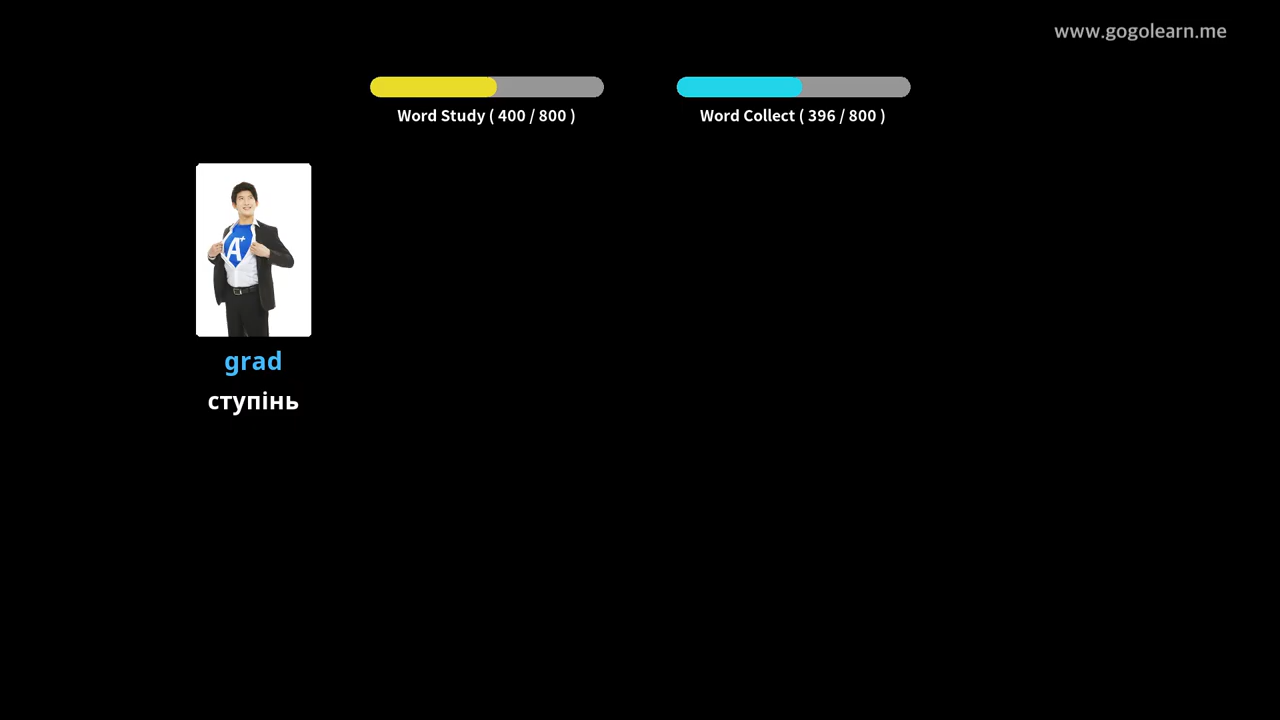 www.gogolearn.me
Word Study ( 400 / 800 )
Word Collect ( 396 / 800 )
A+
grad
ступінь